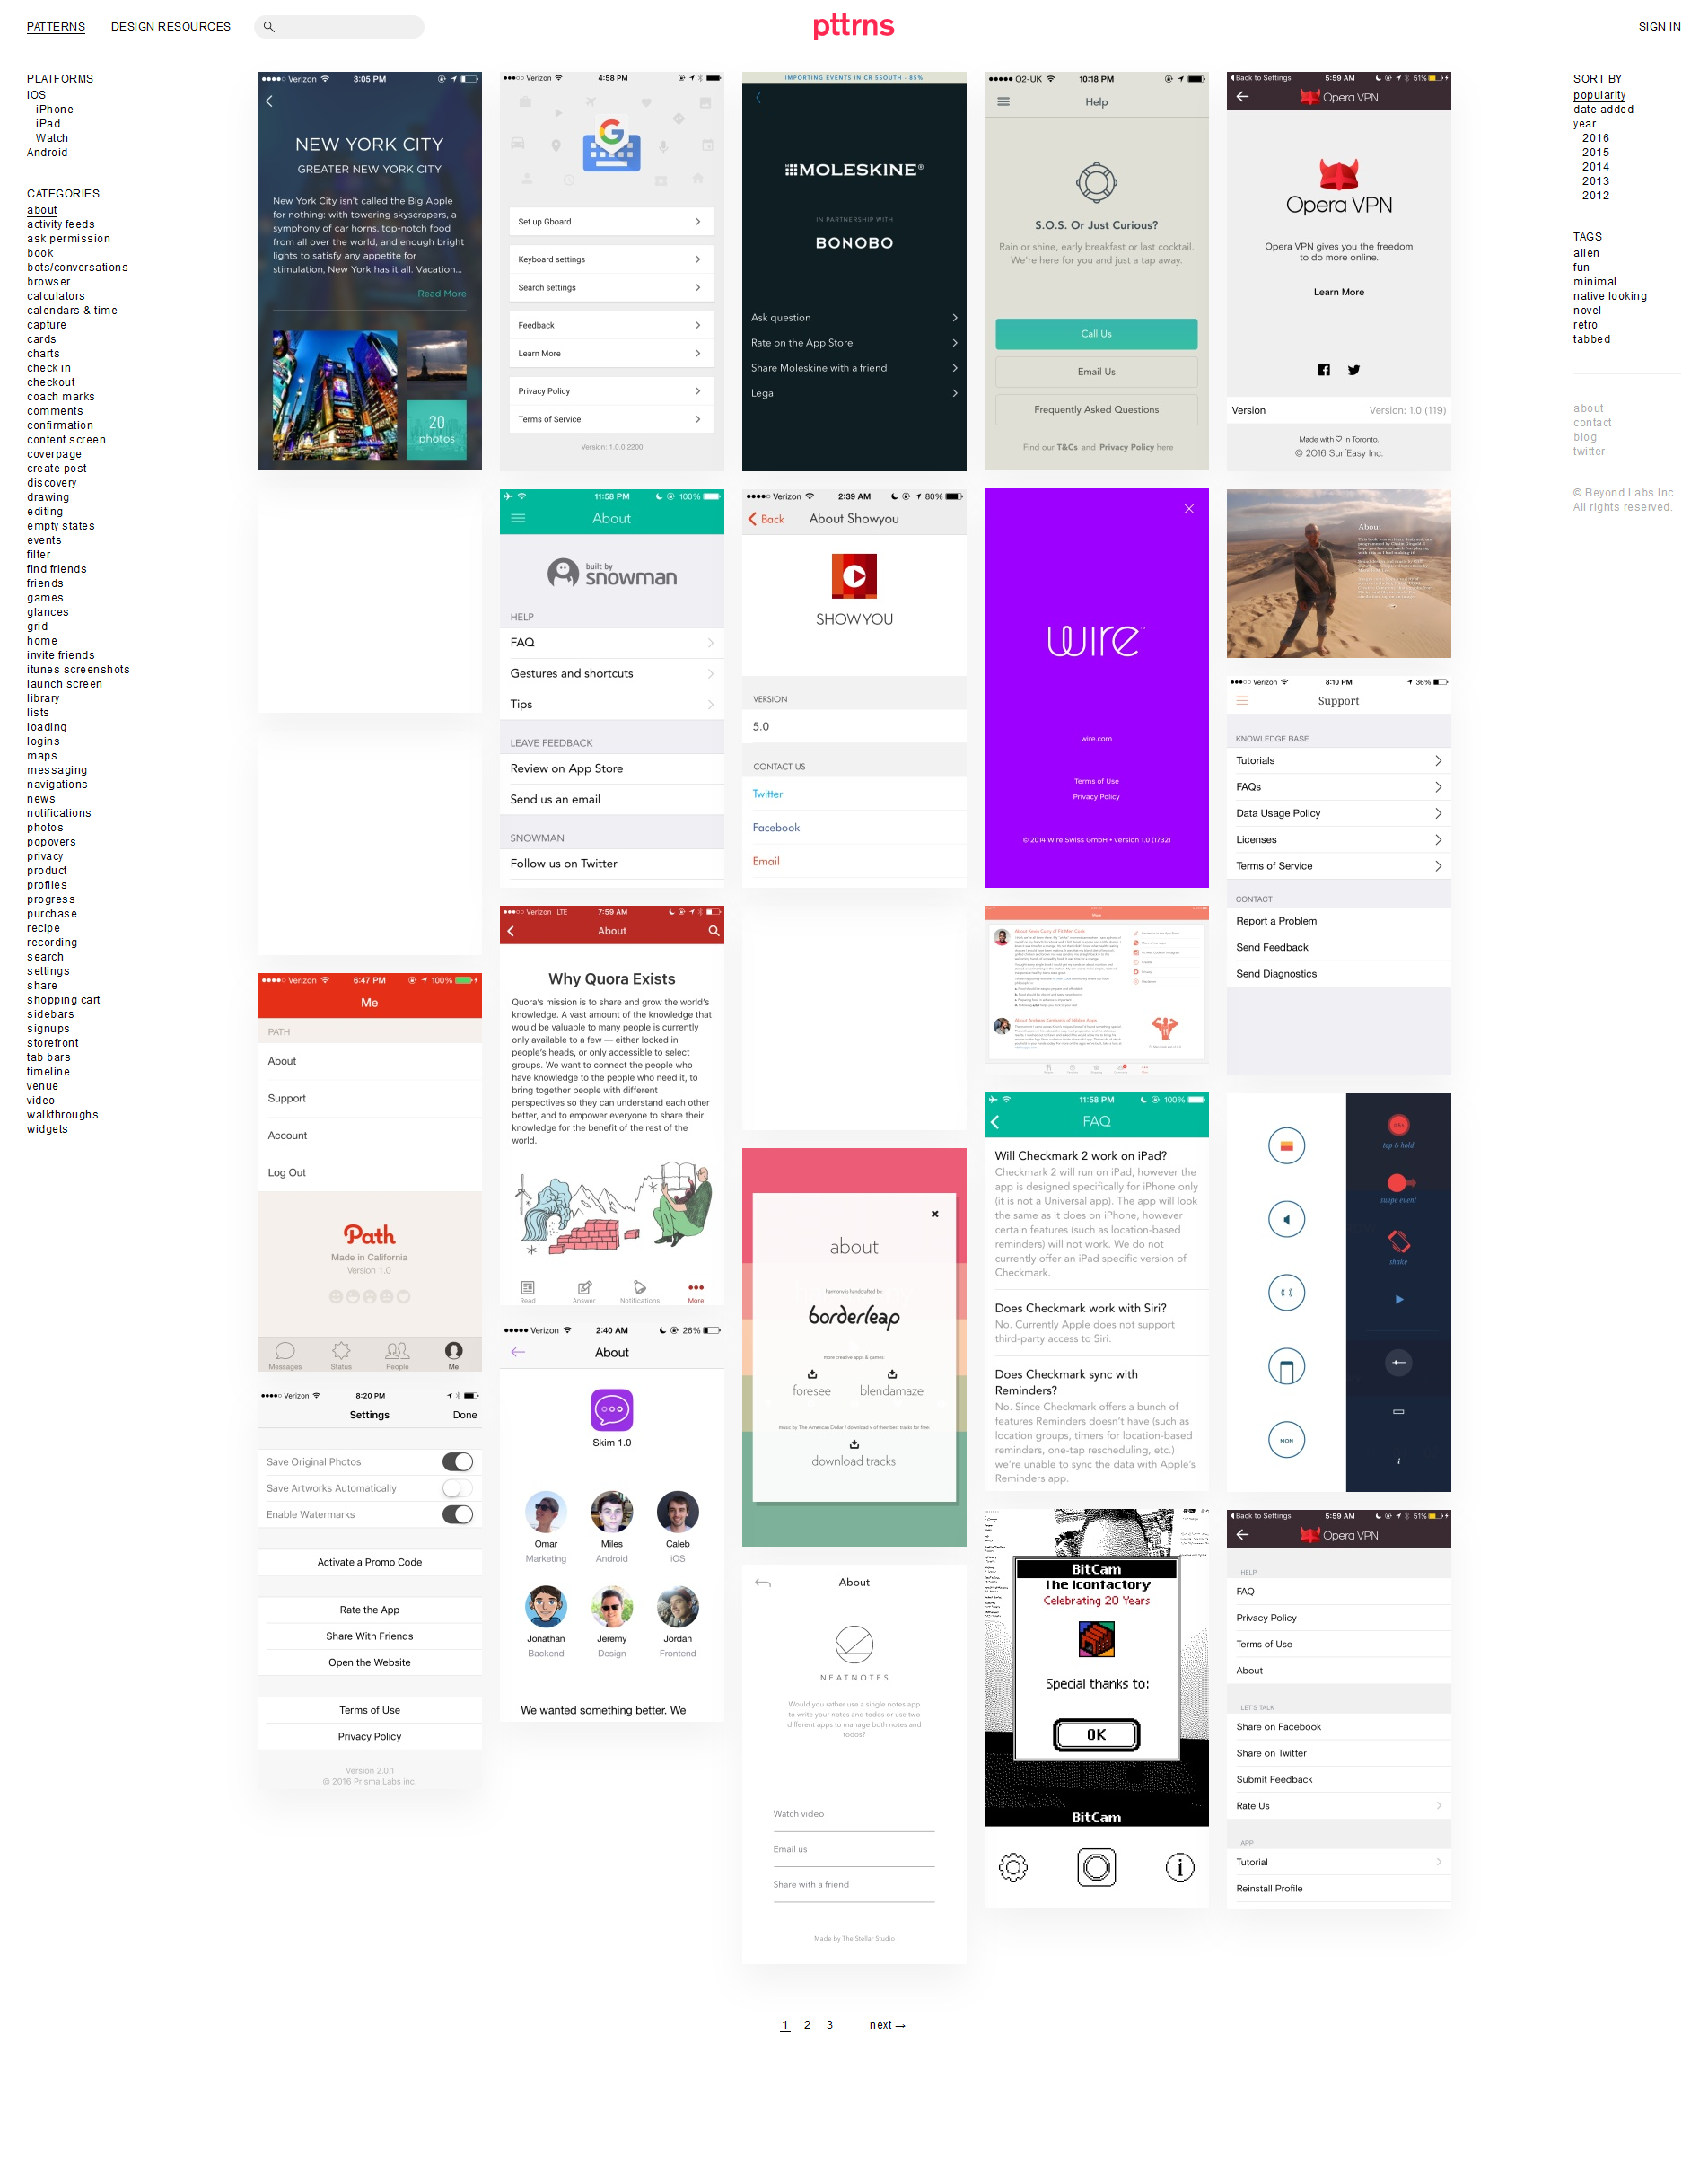 PATTERNS
DESIGN RESOURCES
pttrns
SIGN IN
PLATFORMS
iOS
iPhone
iPad
Watch
Android
CATEGORIES
about
activity feeds
ask permission
book
bots/conversations
browser
calculators
calendars & time
capture
cards
charts
check in
checkout
coach marks
comments
confirmation
content screen
coverpage
create post
discovery
drawing
editing
empty states
events
filter
find friends
friends
games
glances
grid
home
invite friends
itunes screenshots
launch screen
library
lists
loading
logins
maps
messaging
navigations
news
notifications
photos
popovers
privacy
product
profiles
progress
purchase
recipe
recording
search
settings
share
shopping cart
sidebars
signups
storefront
tab bars
timeline
venue
video
walkthroughs
widgets
Verizon 3:05 PM
NEW YORK CITY
GREATER NEW YORK CITY
New York City isn't called the Big Apple
for nothing: with towering skyscrapers, a
symphony of car horns, top-notch food
from all over the world, and enough bright
lights to satisfy any appetite for
stimulation, New York has it all. Vacation...
Read More
20
photos
Verizon 6:47 PM 100%
Me
PATH
About
Support
Account
Log Out
Path
Made in California
Version 1.0
Messages
Status
People
Me
Verizon 8:20 PM
Settings
Done
Save Original Photos
Save Artworks Automatically
Enable Watermarks
Activate a Promo Code
Rate the App
Share With Friends
Open the Website
Terms of Use
Privacy Policy
Version 2.0.1
© 2016 Prisma Labs inc.
Verizon 4:58 PM
G
Set up Gboard
Keyboard settings
Search settings
Feedback
Learn More
Privacy Policy
Terms of Service
Version: 1.0.0.2200
11:58 PM 100%
About
built by
snowman
HELP
FAQ
Gestures and shortcuts
Tips
LEAVE FEEDBACK
Review on App Store
Send us an email
SNOWMAN
Follow us on Twitter
Verizon LTE 7:59 AM
About
Why Quora Exists
Quora's mission is to share and grow the world's
knowledge. A vast amount of the knowledge that
would be valuable to many people is currently
only available to a few — either locked in
people's heads, or only accessible to select
groups. We want to connect the people who
have knowledge to the people who need it, to
bring together people with different
perspectives so they can understand each other
better, and to empower everyone to share their
knowledge for the benefit of the rest of the
world.
Read
Answer
Notifications
More
Verizon 2:40 AM 26%
About
Skim 1.0
Omar
Miles
Caleb
Marketing
Android
iOS
Jonathan
Jeremy
Jordan
Backend
Design
Frontend
We wanted something better. We
IMPORTING EVENTS IN CR SSOUTH - 85%
MOLESKINE®
IN PARTNERSHIP WITH
BONOBO
Ask question
Rate on the App Store
Share Moleskine with a friend
Legal
Verizon 2:39 AM 80%
Back
About Showyou
SHOWYOU
VERSION
5.0
CONTACT US
Twitter
Facebook
Email
about
harmony is handcrafted by:
borderleap
more creative apps & games:
foresee
blendamaze
music by The American Dollar / download 11 of their best tracks for free:
download tracks
About
NEATNOTES
Would you rather use a single notes app
to write your notes and todos or use two
different apps to manage both notes and
todos?
Watch video
Email us
Share with a friend
Made by The Stellar Studio
O2-UK 10:18 PM
Help
S.O.S. Or Just Curious?
Rain or shine, early breakfast or last cocktail.
We're here for you and just a tap away.
Call Us
Email Us
Frequently Asked Questions
Find our T&Cs and Privacy Policy here
wire™
wire.com
Terms of Use
Privacy Policy
© 2014 Wire Swiss GmbH • version 1.0 (1732)
11:58 PM 100%
FAQ
Will Checkmark 2 work on iPad?
Checkmark 2 will run on iPad, however the
app is designed specifically for iPhone only
(it is not a Universal app). The app will look
the same as it does on iPhone, however
certain features (such as location-based
reminders) will not work. We do not
currently offer an iPad specific version of
Checkmark.
Does Checkmark work with Siri?
No. Currently Apple does not support
third-party access to Siri.
Does Checkmark sync with
Reminders?
No. Since Checkmark offers a bunch of
features Reminders doesn't have (such as
location groups, timers for location-based
reminders, one-tap rescheduling, etc.)
we're unable to sync the data with Apple's
Reminders app.
BitCam
The Iconfactory
Celebrating 20 Years
Special thanks to:
OK
BitCam
Back to Settings 5:59 AM 51%
Opera VPN
Opera VPN
Opera VPN gives you the freedom
to do more online.
Learn More
Version
Version: 1.0 (119)
Made with ♡ in Toronto.
© 2016 SurfEasy Inc.
About
Verizon 8:10 PM 36%
Support
KNOWLEDGE BASE
Tutorials
FAQs
Data Usage Policy
Licenses
Terms of Service
CONTACT
Report a Problem
Send Feedback
Send Diagnostics
tap & hold
swipe event
shake
MON
i
Back to Settings 5:59 AM 51%
Opera VPN
HELP
FAQ
Privacy Policy
Terms of Use
About
LET'S TALK
Share on Facebook
Share on Twitter
Submit Feedback
Rate Us
APP
Tutorial
Reinstall Profile
SORT BY
popularity
date added
year
2016
2015
2014
2013
2012
TAGS
alien
fun
minimal
native looking
novel
retro
tabbed
about
contact
blog
twitter
© Beyond Labs Inc.
All rights reserved.
1 2 3 next →